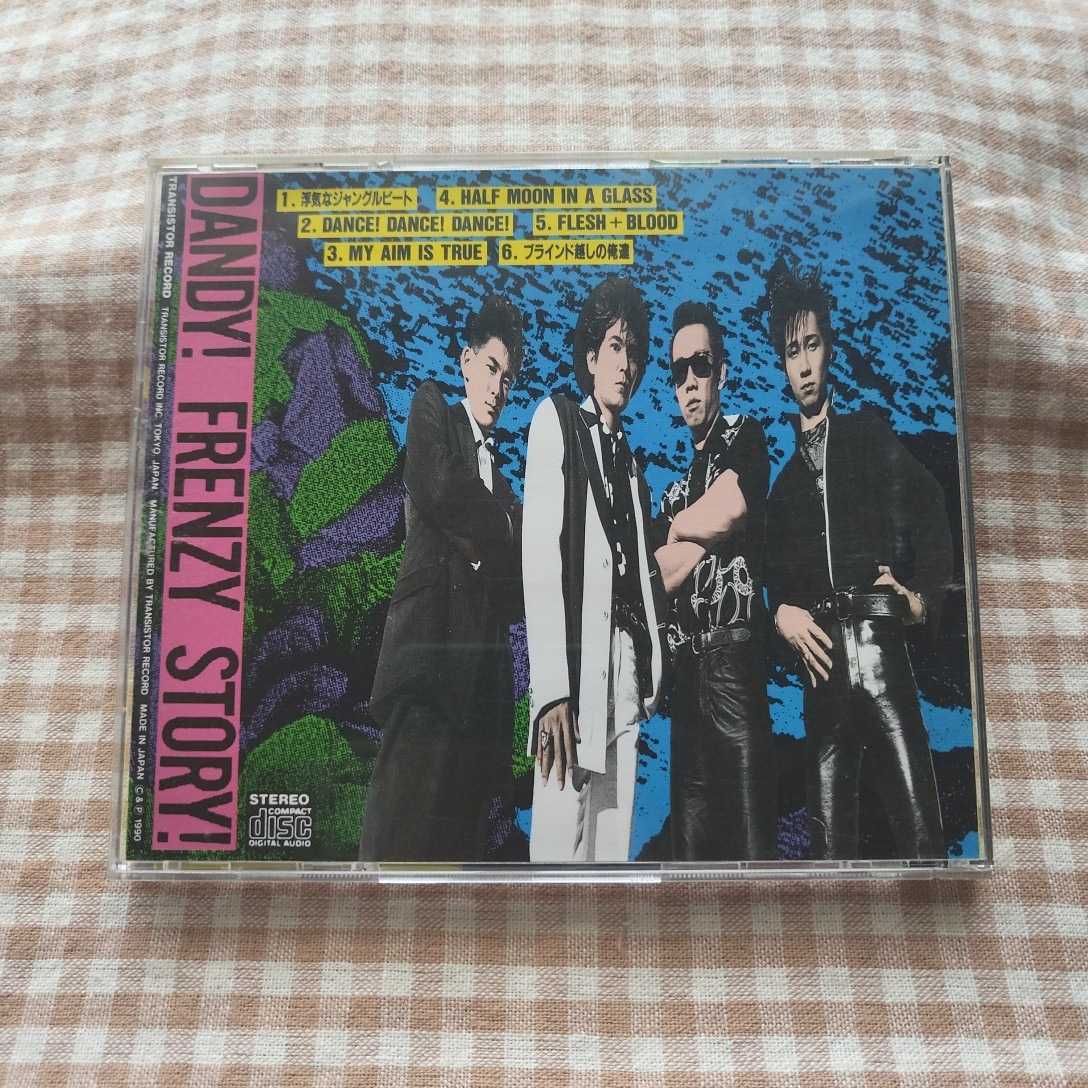 1. 浮気なジャングルビート
2. DANCE! DANCE! DANCE!
3. MY AIM IS TRUE
4. HALF MOON IN A GLASS
5. FLESH + BLOOD
6. ブラインド越しの俺達
DANDY! FRENZY STORY!
TRANSISTOR RECORD TRANSISTOR RECORD INC. TOKYO, JAPAN MANUFACTURED BY TRANSISTOR RECORD MADE IN JAPAN © & ℗ 1990
STEREO
COMPACT
disc
DIGITAL AUDIO